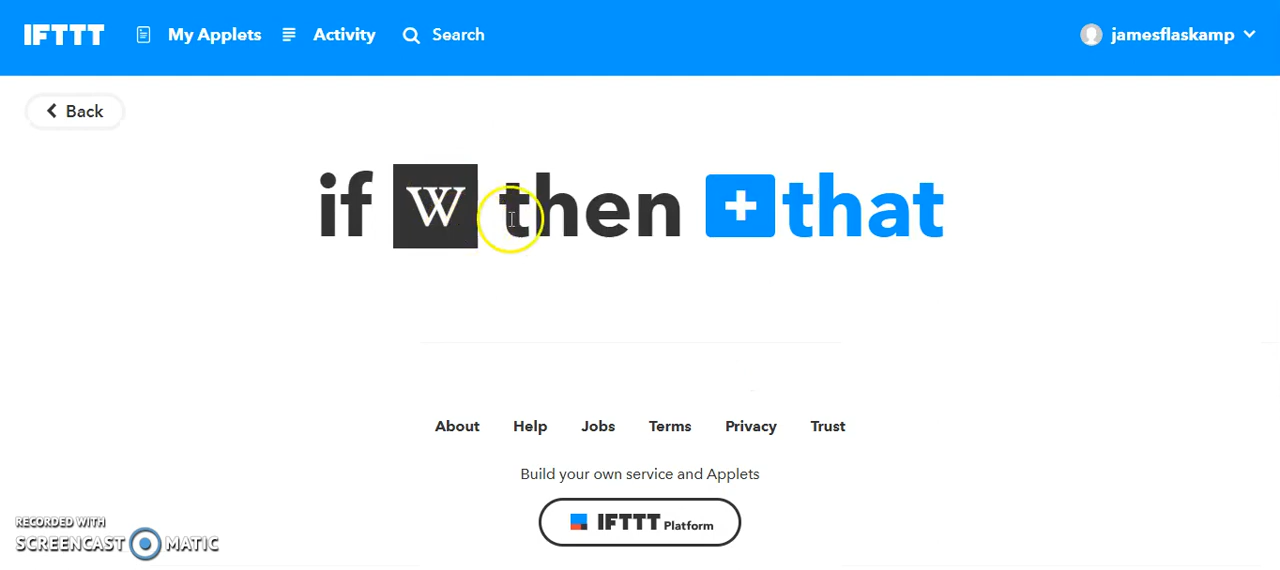 IFTTT My Applets Activity Search jamesflaskamp
Back
if W then + that
About Help Jobs Terms Privacy Trust
Build your own service and Applets
IFTTT Platform
RECORDED WITH
SCREENCAST MATIC